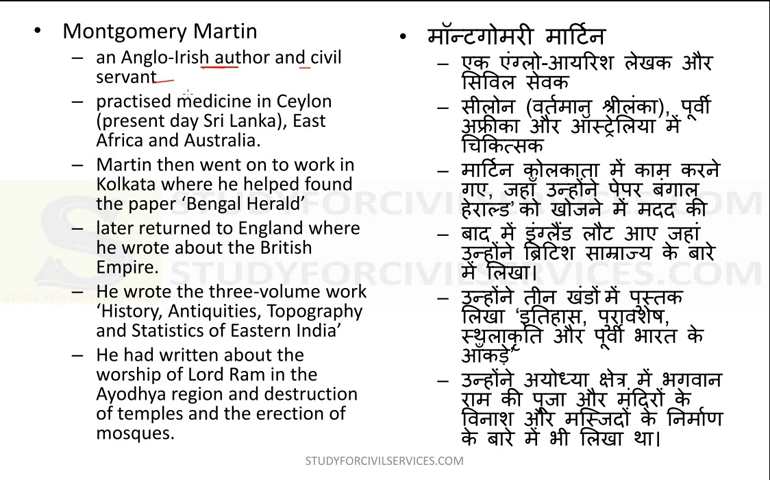 • Montgomery Martin
– an Anglo-Irish author and civil
servant
– practised medicine in Ceylon
(present day Sri Lanka), East
Africa and Australia.
– Martin then went on to work in
Kolkata where he helped found
the paper ‘Bengal Herald’
– later returned to England where
he wrote about the British
Empire.
– He wrote the three-volume work
‘History, Antiquities, Topography
and Statistics of Eastern India’
– He had written about the
worship of Lord Ram in the
Ayodhya region and destruction
of temples and the erection of
mosques.
• मॉन्टगोमरी मार्टिन
– एक एंग्लो-आयरिश लेखक और
सिविल सेवक
– सीलोन (वर्तमान श्रीलंका), पूर्वी
अफ्रीका और ऑस्ट्रेलिया में
चिकित्सक
– मार्टिन कोलकाता में काम करने
गए, जहाँ उन्होंने पेपर बंगाल
हेराल्ड’ को खोजने में मदद की
– बाद में इंग्लैंड लौट आए जहां
उन्होंने ब्रिटिश साम्राज्य के बारे
में लिखा।
– उन्होंने तीन खंडों में पुस्तक
लिखा ‘इतिहास, पुरावशेष,
स्थलाकृति और पूर्वी भारत के
आँकड़े’
– उन्होंने अयोध्या क्षेत्र में भगवान
राम की पूजा और मंदिरों के
विनाश और मस्जिदों के निर्माण
के बारे में भी लिखा था।
STUDYFORCIVILSERVICES.COM
STUDYFORCIVILSERVICES.COM
STUDYFORCIVILSERVICES.COM